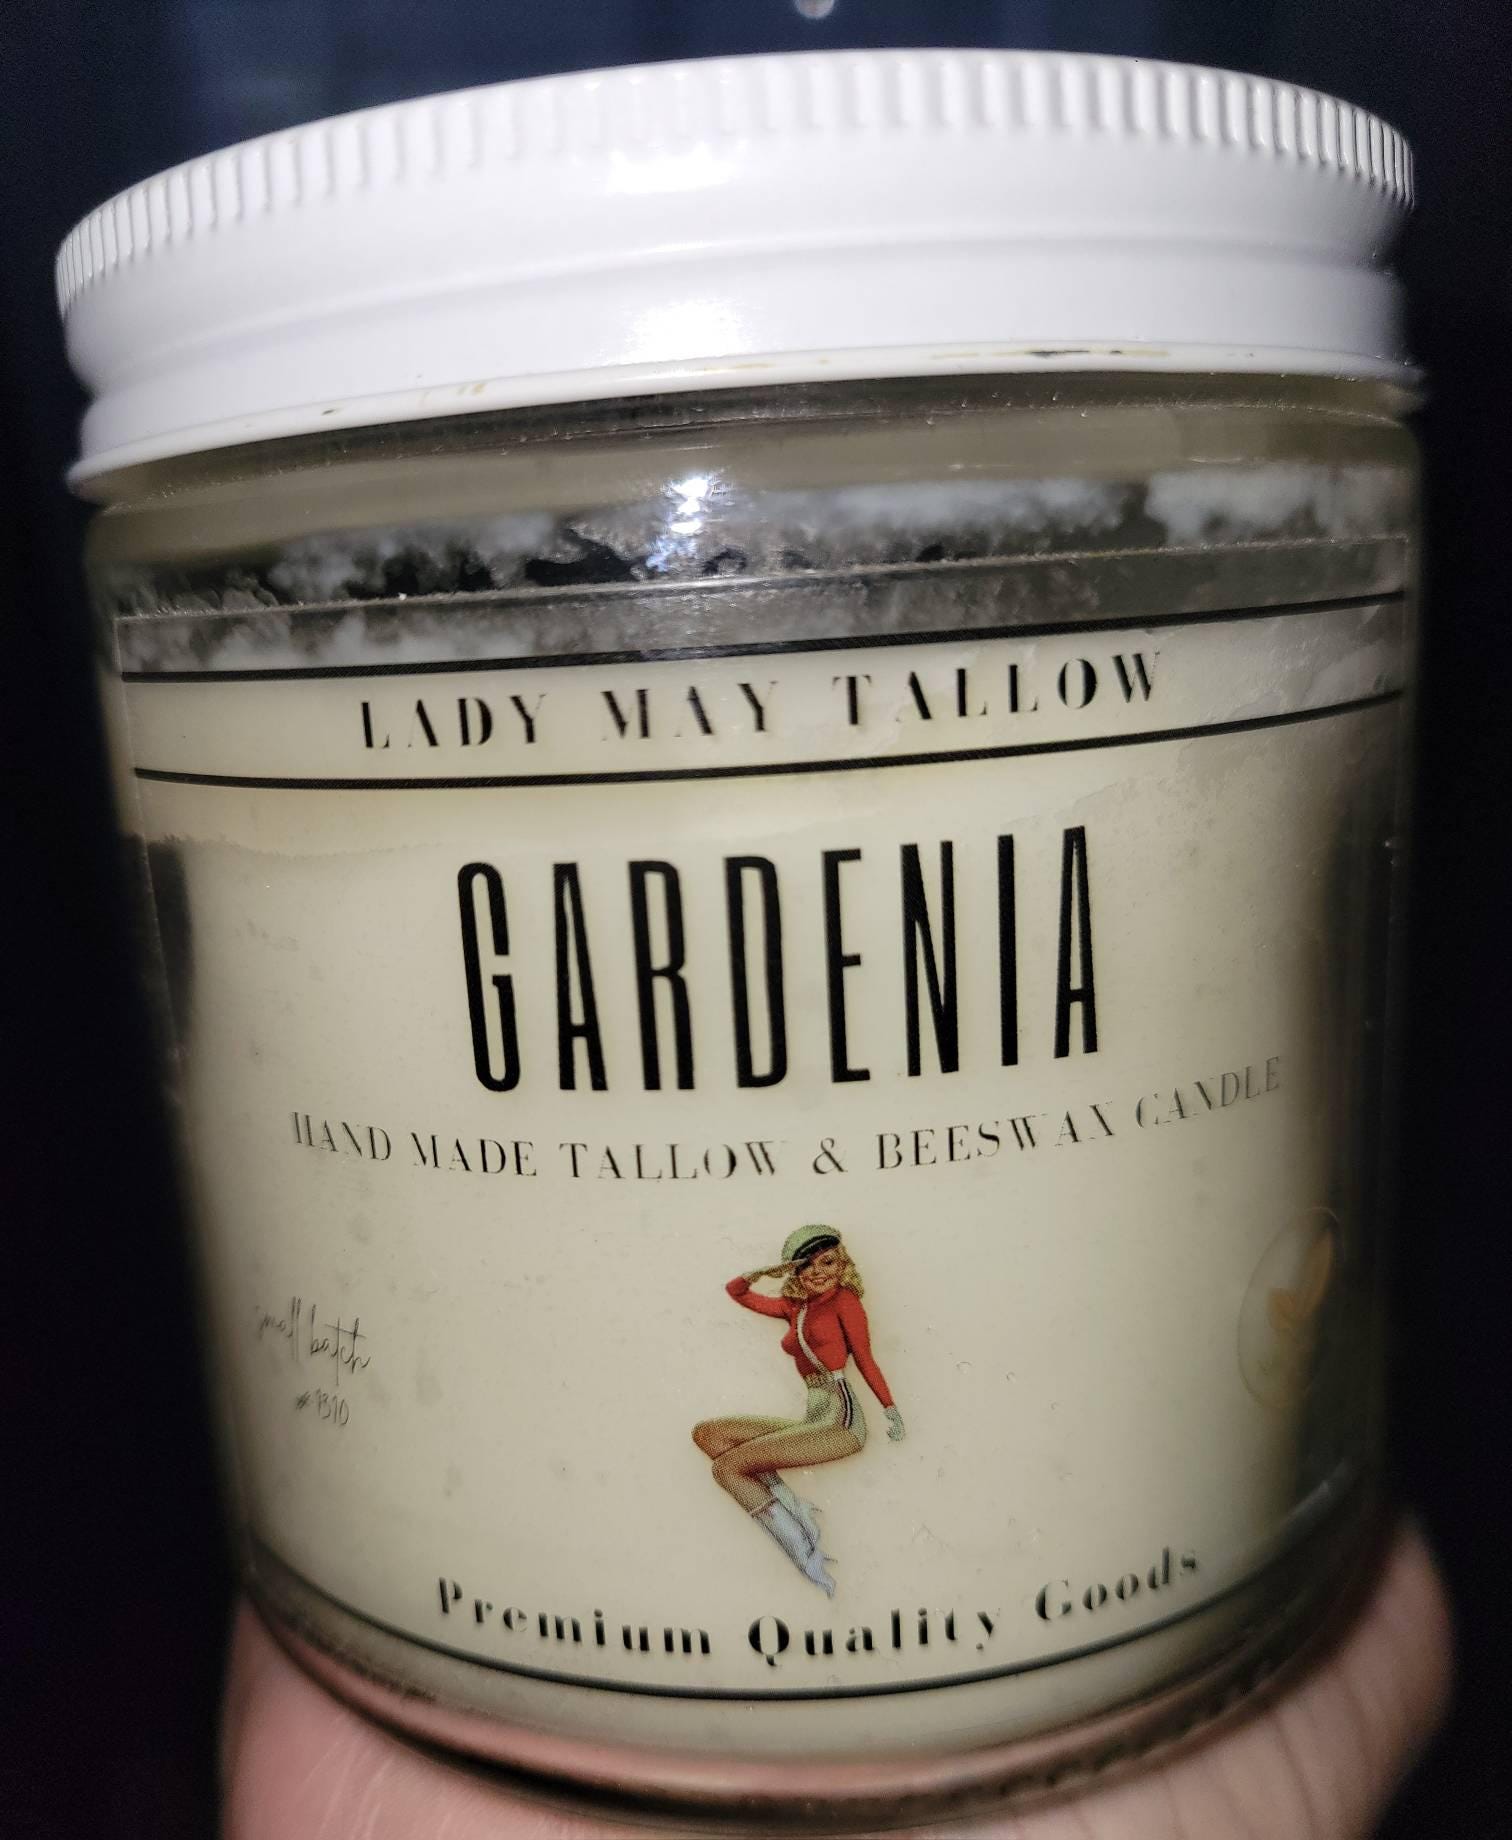 LADY MAY TALLOW
GARDENIA
HAND MADE TALLOW & BEESWAX CANDLE
small batch
Premium Quality Goods